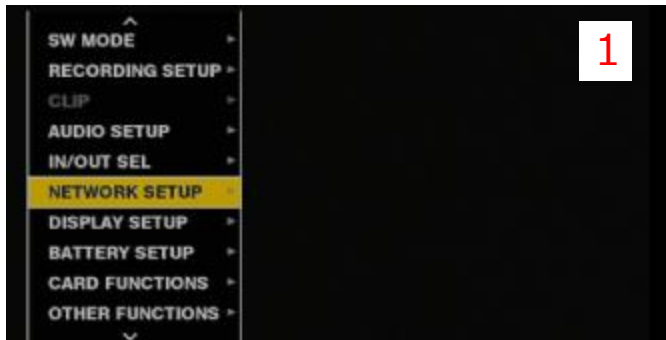 1
SW MODE
RECORDING SETUP
CLIP
AUDIO SETUP
IN/OUT SEL
NETWORK SETUP
DISPLAY SETUP
BATTERY SETUP
CARD FUNCTIONS
OTHER FUNCTIONS